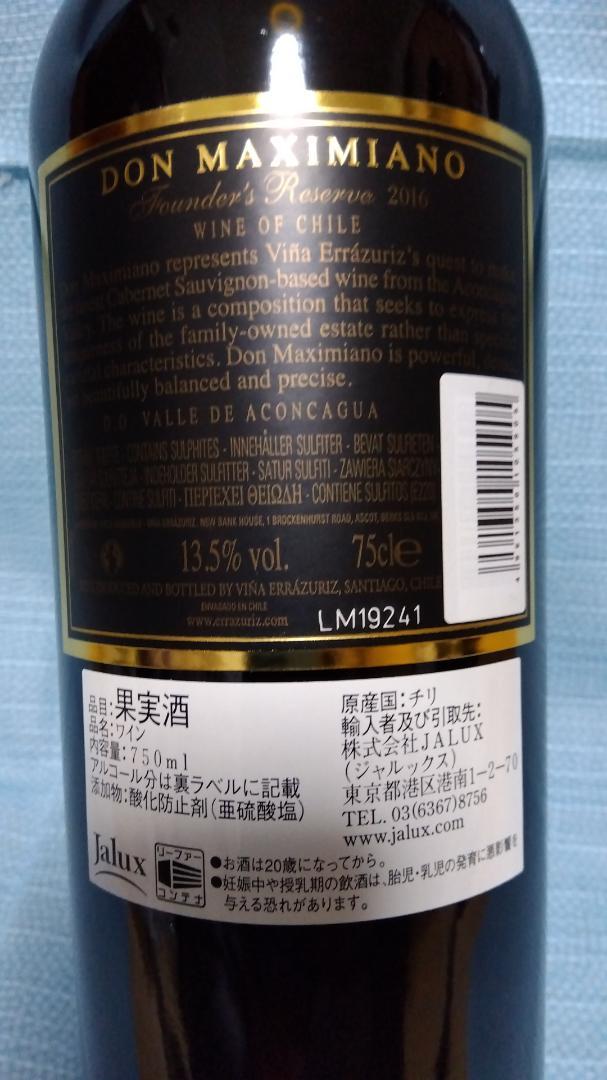 DON MAXIMIANO
Founder's Reserve 2016
WINE OF CHILE
Don Maximiano represents Viña Errázuriz's quest to
Cabernet Sauvignon-based wine from the
The wine is a composition that seeks to express
of the family-owned estate rather than
characteristics. Don Maximiano is powerful,
beautifully balanced and precise.
D.O. VALLE DE ACONCAGUA
CONTAINS SULPHITES - INNEHÅLLER SULFITER - BEVAT SULFIETEN
INDEHOLDER SULFITTER - SATUR SULFITI - ZAWIERA SIARCZYNY
SULFITI - ΠΕΡΙΕΧΕΙ ΘΕΙΩΔΗ - CONTIENE SULFITOS
VIÑA ERRÁZURIZ, NEW BANK HOUSE, 1 BROCKENHURST ROAD, ASCOT, BERKS
13.5% vol. 75cl e
PRODUCED AND BOTTLED BY VIÑA ERRÁZURIZ, SANTIAGO, CHILE
ENVASADO EN CHILE
www.errazuriz.com
LM19241
品目:果実酒
品名:ワイン
内容量:750ml
アルコール分は裏ラベルに記載
添加物:酸化防止剤(亜硫酸塩)
原産国:チリ
輸入者及び引取先:
株式会社JALUX
(ジャルックス)
東京都港区港南1-2-70
TEL. 03(6367)8756
www.jalux.com
Jalux
リーファー
コンテナ
●お酒は20歳になってから。
●妊娠中や授乳期の飲酒は、胎児・乳児の発育に悪影響を
与える恐れがあります。